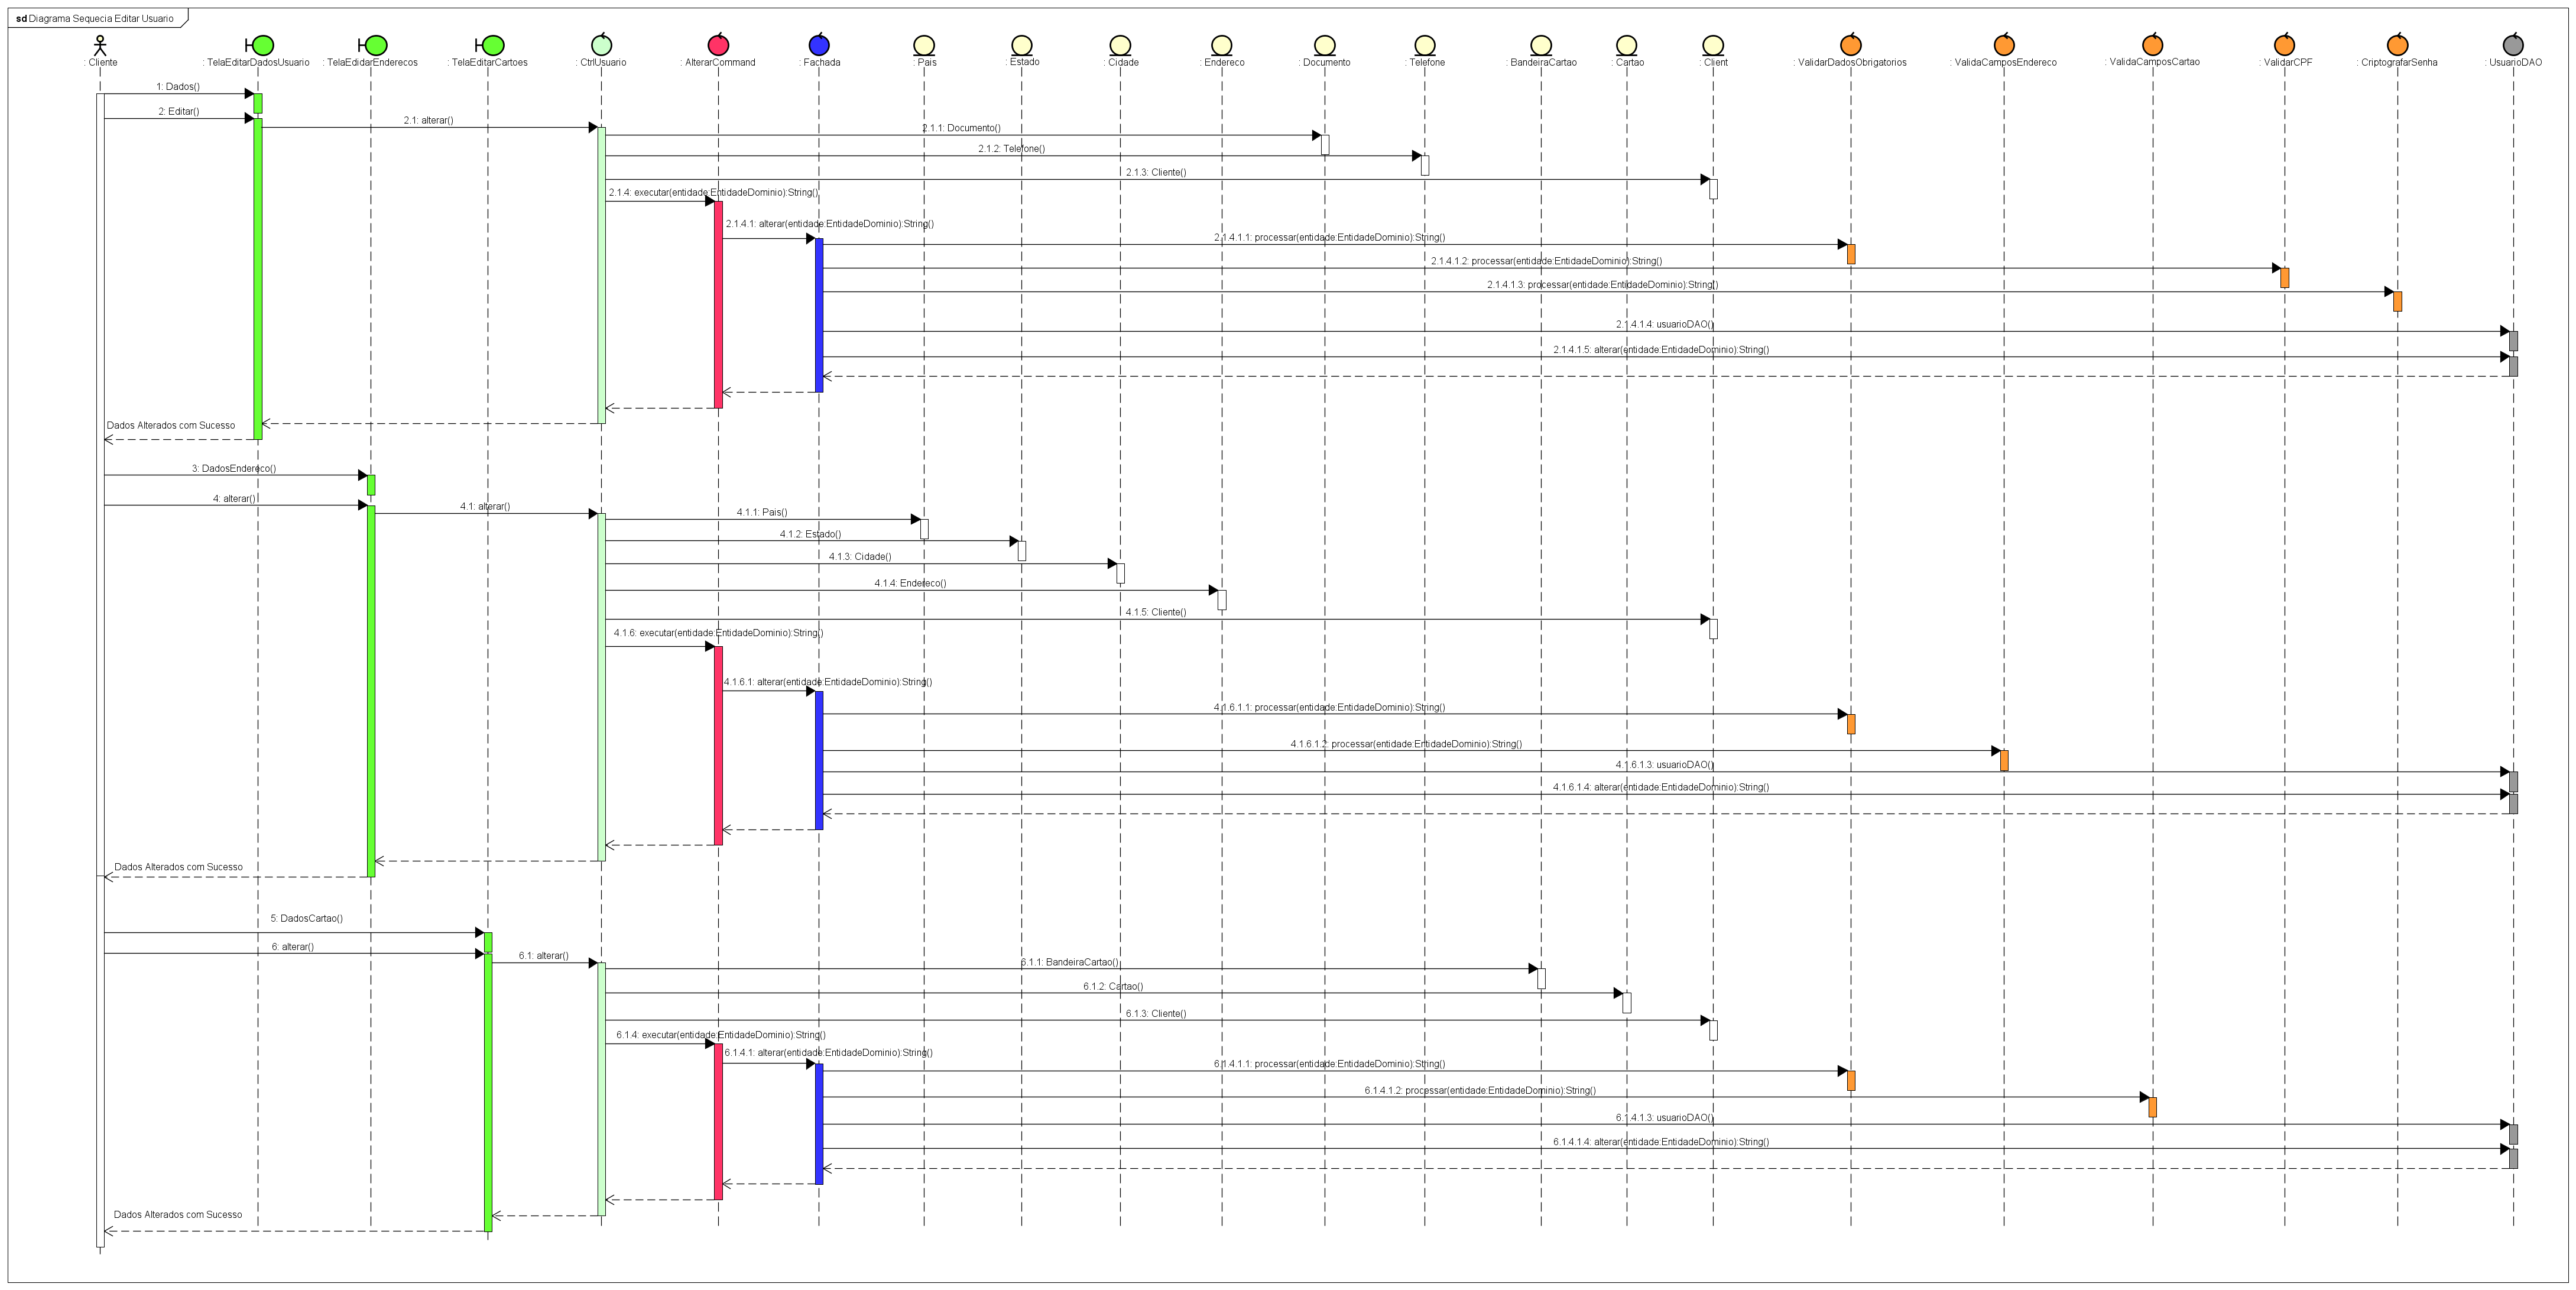 sd Diagrama Sequecia Editar Usuario
: Cliente
: TelaEditarDadosUsuario
: TelaEdidarEnderecos
: TelaEditarCartoes
: CtrlUsuario
: AlterarCommand
: Fachada
: Pais
: Estado
: Cidade
: Endereco
: Documento
: Telefone
: BandeiraCartao
: Cartao
: Client
: ValidarDadosObrigatorios
: ValidaCamposEndereco
: ValidaCamposCartao
: ValidarCPF
: CriptografarSenha
: UsuarioDAO
1: Dados()
2: Editar()
2.1: alterar()
2.1.1: Documento()
2.1.2: Telefone()
2.1.3: Cliente()
2.1.4: executar(entidade:EntidadeDominio):String()
2.1.4.1: alterar(entidade:EntidadeDominio):String()
2.1.4.1.1: processar(entidade:EntidadeDominio):String()
2.1.4.1.2: processar(entidade:EntidadeDominio):String()
2.1.4.1.3: processar(entidade:EntidadeDominio):String()
2.1.4.1.4: usuarioDAO()
2.1.4.1.5: alterar(entidade:EntidadeDominio):String()
Dados Alterados com Sucesso
3: DadosEndereco()
4: alterar()
4.1: alterar()
4.1.1: Pais()
4.1.2: Estado()
4.1.3: Cidade()
4.1.4: Endereco()
4.1.5: Cliente()
4.1.6: executar(entidade:EntidadeDominio):String()
4.1.6.1: alterar(entidade:EntidadeDominio):String()
4.1.6.1.1: processar(entidade:EntidadeDominio):String()
4.1.6.1.2: processar(entidade:EntidadeDominio):String()
4.1.6.1.3: usuarioDAO()
4.1.6.1.4: alterar(entidade:EntidadeDominio):String()
Dados Alterados com Sucesso
5: DadosCartao()
6: alterar()
6.1: alterar()
6.1.1: BandeiraCartao()
6.1.2: Cartao()
6.1.3: Cliente()
6.1.4: executar(entidade:EntidadeDominio):String()
6.1.4.1: alterar(entidade:EntidadeDominio):String()
6.1.4.1.1: processar(entidade:EntidadeDominio):String()
6.1.4.1.2: processar(entidade:EntidadeDominio):String()
6.1.4.1.3: usuarioDAO()
6.1.4.1.4: alterar(entidade:EntidadeDominio):String()
Dados Alterados com Sucesso